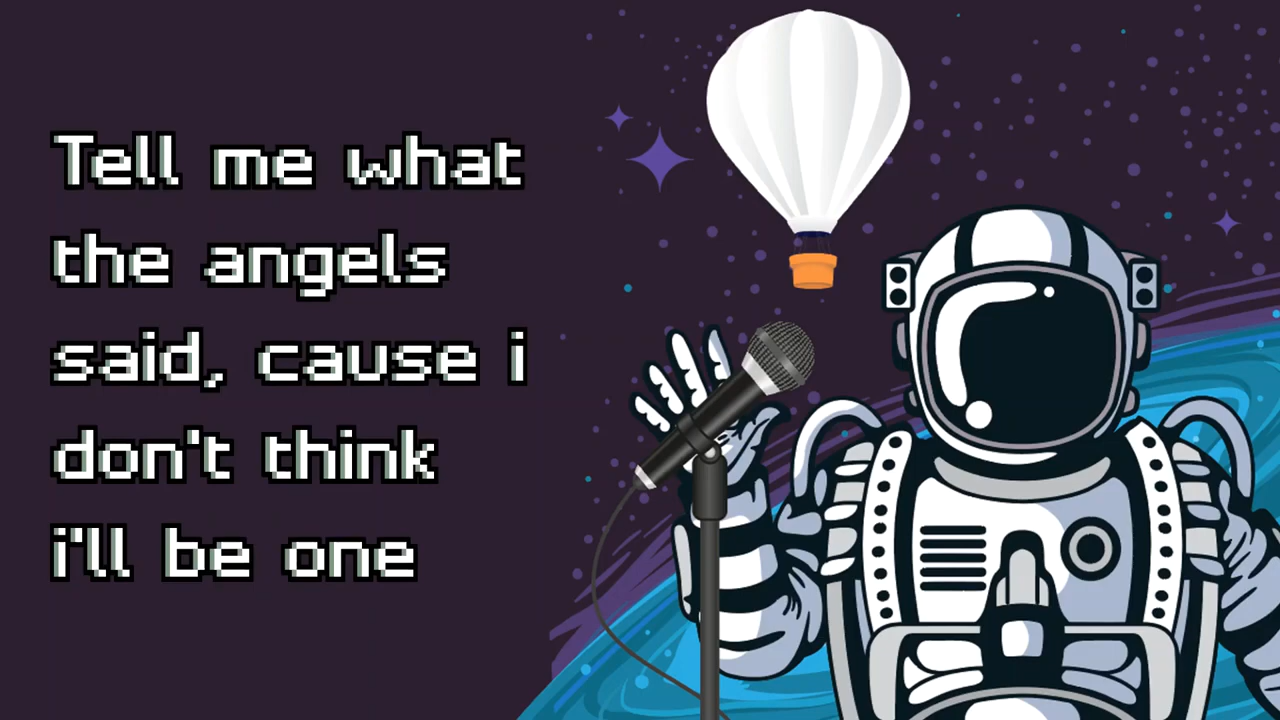 Tell me what
the angels
said, cause i
don't think
i'll be one